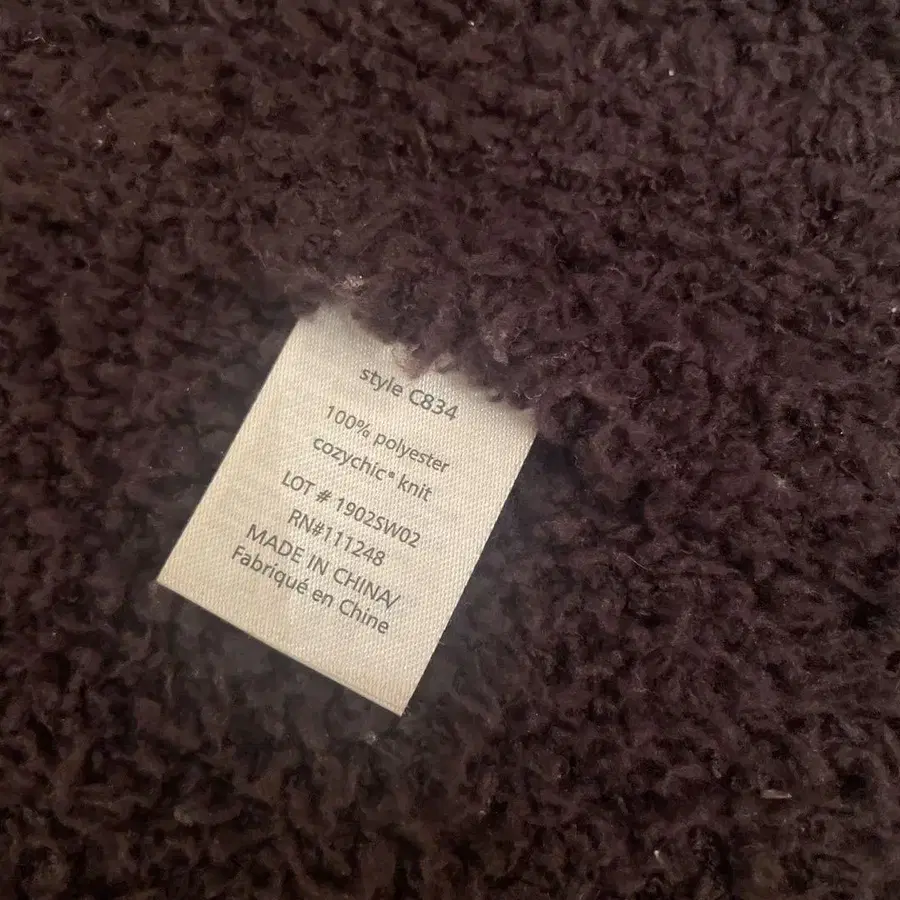 style C834
100% polyester
cozychic® knit
LOT # 1902SW02
RN#111248
MADE IN CHINA/
Fabriqué en Chine